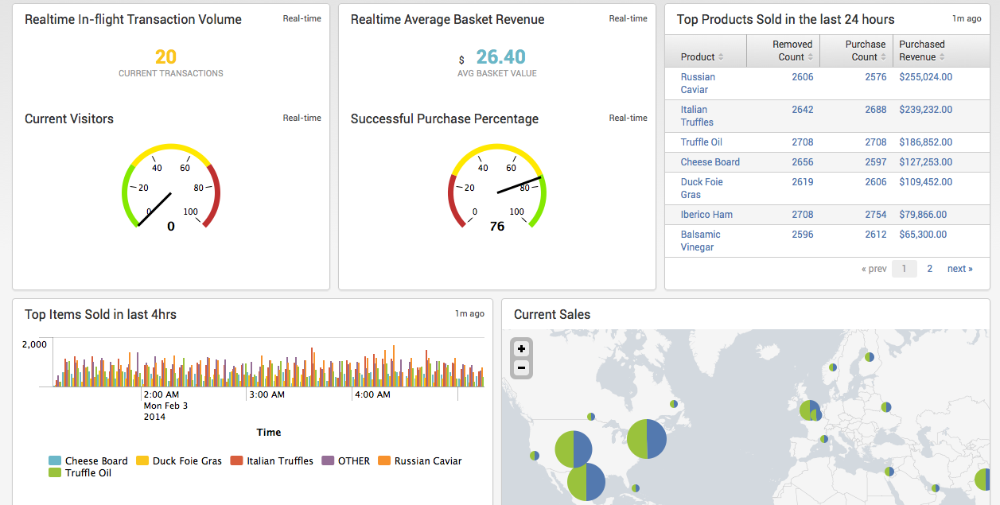 Realtime In-flight Transaction Volume
Real-time
20
CURRENT TRANSACTIONS
Current Visitors
Real-time
40 60
20 80
0 100
0
Realtime Average Basket Revenue
Real-time
$ 26.40
AVG BASKET VALUE
Successful Purchase Percentage
Real-time
40 60
20 80
0 100
76
Top Products Sold in the last 24 hours
1m ago
Product Removed Count Purchase Count Purchased Revenue
Russian Caviar 2606 2576 $255,024.00
Italian Truffles 2642 2688 $239,232.00
Truffle Oil 2708 2708 $186,852.00
Cheese Board 2656 2597 $127,253.00
Duck Foie Gras 2619 2606 $109,452.00
Iberico Ham 2708 2754 $79,866.00
Balsamic Vinegar 2596 2612 $65,300.00
« prev 1 2 next »
Top Items Sold in last 4hrs
1m ago
2,000
2:00 AM 3:00 AM 4:00 AM
Mon Feb 3
2014
Time
Cheese Board Duck Foie Gras Italian Truffles OTHER Russian Caviar
Truffle Oil
Current Sales
+
−